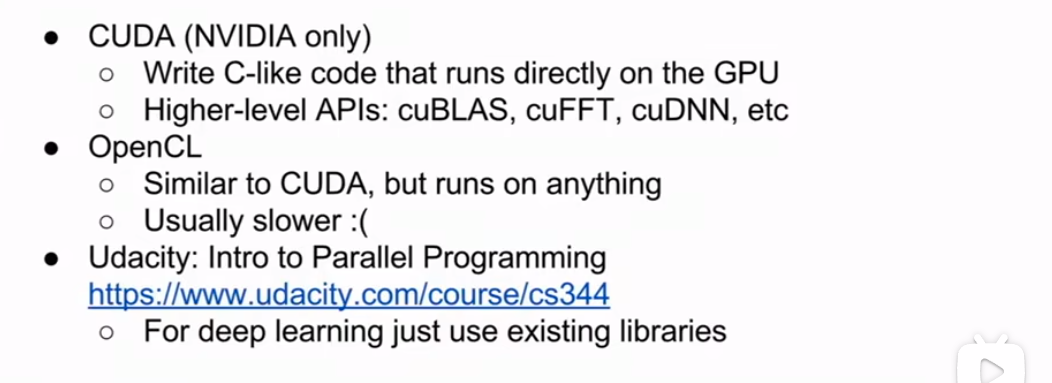 ● CUDA (NVIDIA only)
○ Write C-like code that runs directly on the GPU
○ Higher-level APIs: cuBLAS, cuFFT, cuDNN, etc
● OpenCL
○ Similar to CUDA, but runs on anything
○ Usually slower :(
● Udacity: Intro to Parallel Programming
https://www.udacity.com/course/cs344
○ For deep learning just use existing libraries